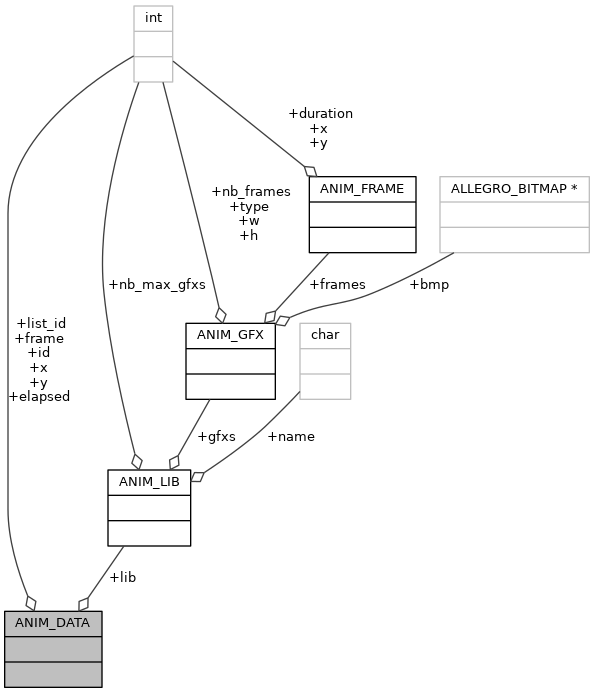 int
+duration
+x
+y
ANIM_FRAME
ALLEGRO_BITMAP *
+nb_frames
+type
+w
+h
+nb_max_gfxs
+frames
+bmp
+list_id
+frame
+id
+x
+y
+elapsed
ANIM_GFX
char
+gfxs
+name
ANIM_LIB
+lib
ANIM_DATA